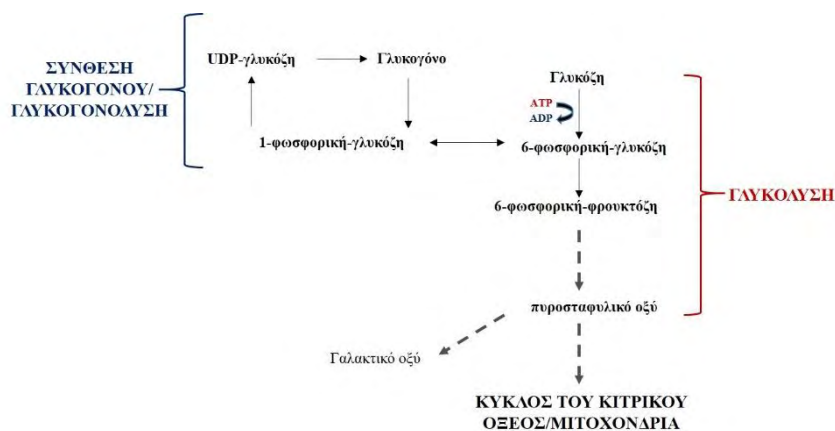 ΣΥΝΘΕΣΗ
ΓΛΥΚΟΓΟΝΟΥ/
ΓΛΥΚΟΓΟΝΟΛΥΣΗ
UDP-γλυκόζη
Γλυκογόνο
1-φωσφορική-γλυκόζη
Γλυκόζη
ATP
ADP
6-φωσφορική-γλυκόζη
6-φωσφορική-φρουκτόζη
ΓΛΥΚΟΛΥΣΗ
πυροσταφυλικό οξύ
Γαλακτικό οξύ
ΚΥΚΛΟΣ ΤΟΥ ΚΙΤΡΙΚΟΥ
ΟΞΕΟΣ/ΜΙΤΟΧΟΝΔΡΙΑ